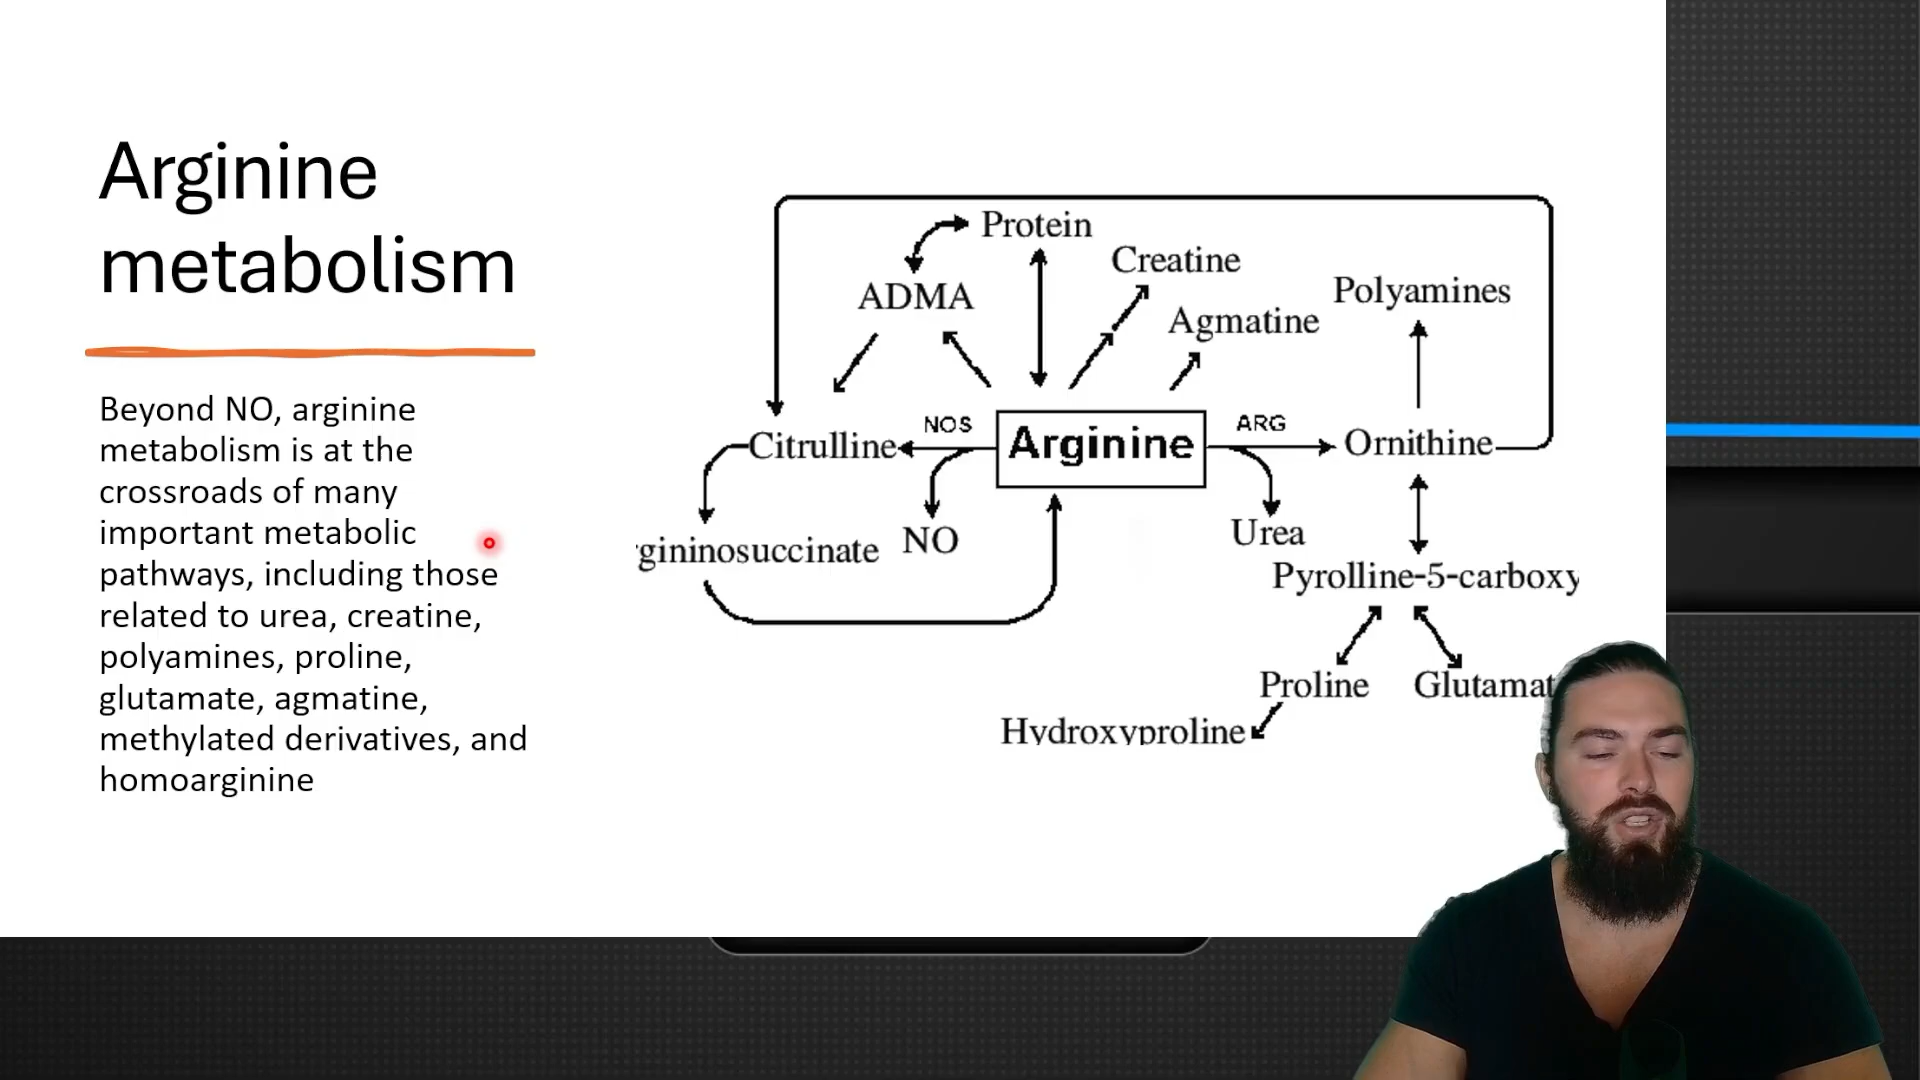 Arginine
metabolism
Beyond NO, arginine
metabolism is at the
crossroads of many
important metabolic
pathways, including those
related to urea, creatine,
polyamines, proline,
glutamate, agmatine,
methylated derivatives, and
homoarginine
Protein
Creatine
ADMA
Polyamines
Agmatine
NOS
ARG
Citrulline
Arginine
Ornithine
gininosuccinate
NO
Urea
Pyrolline-5-carboxy
Proline
Glutamat
Hydroxyproline